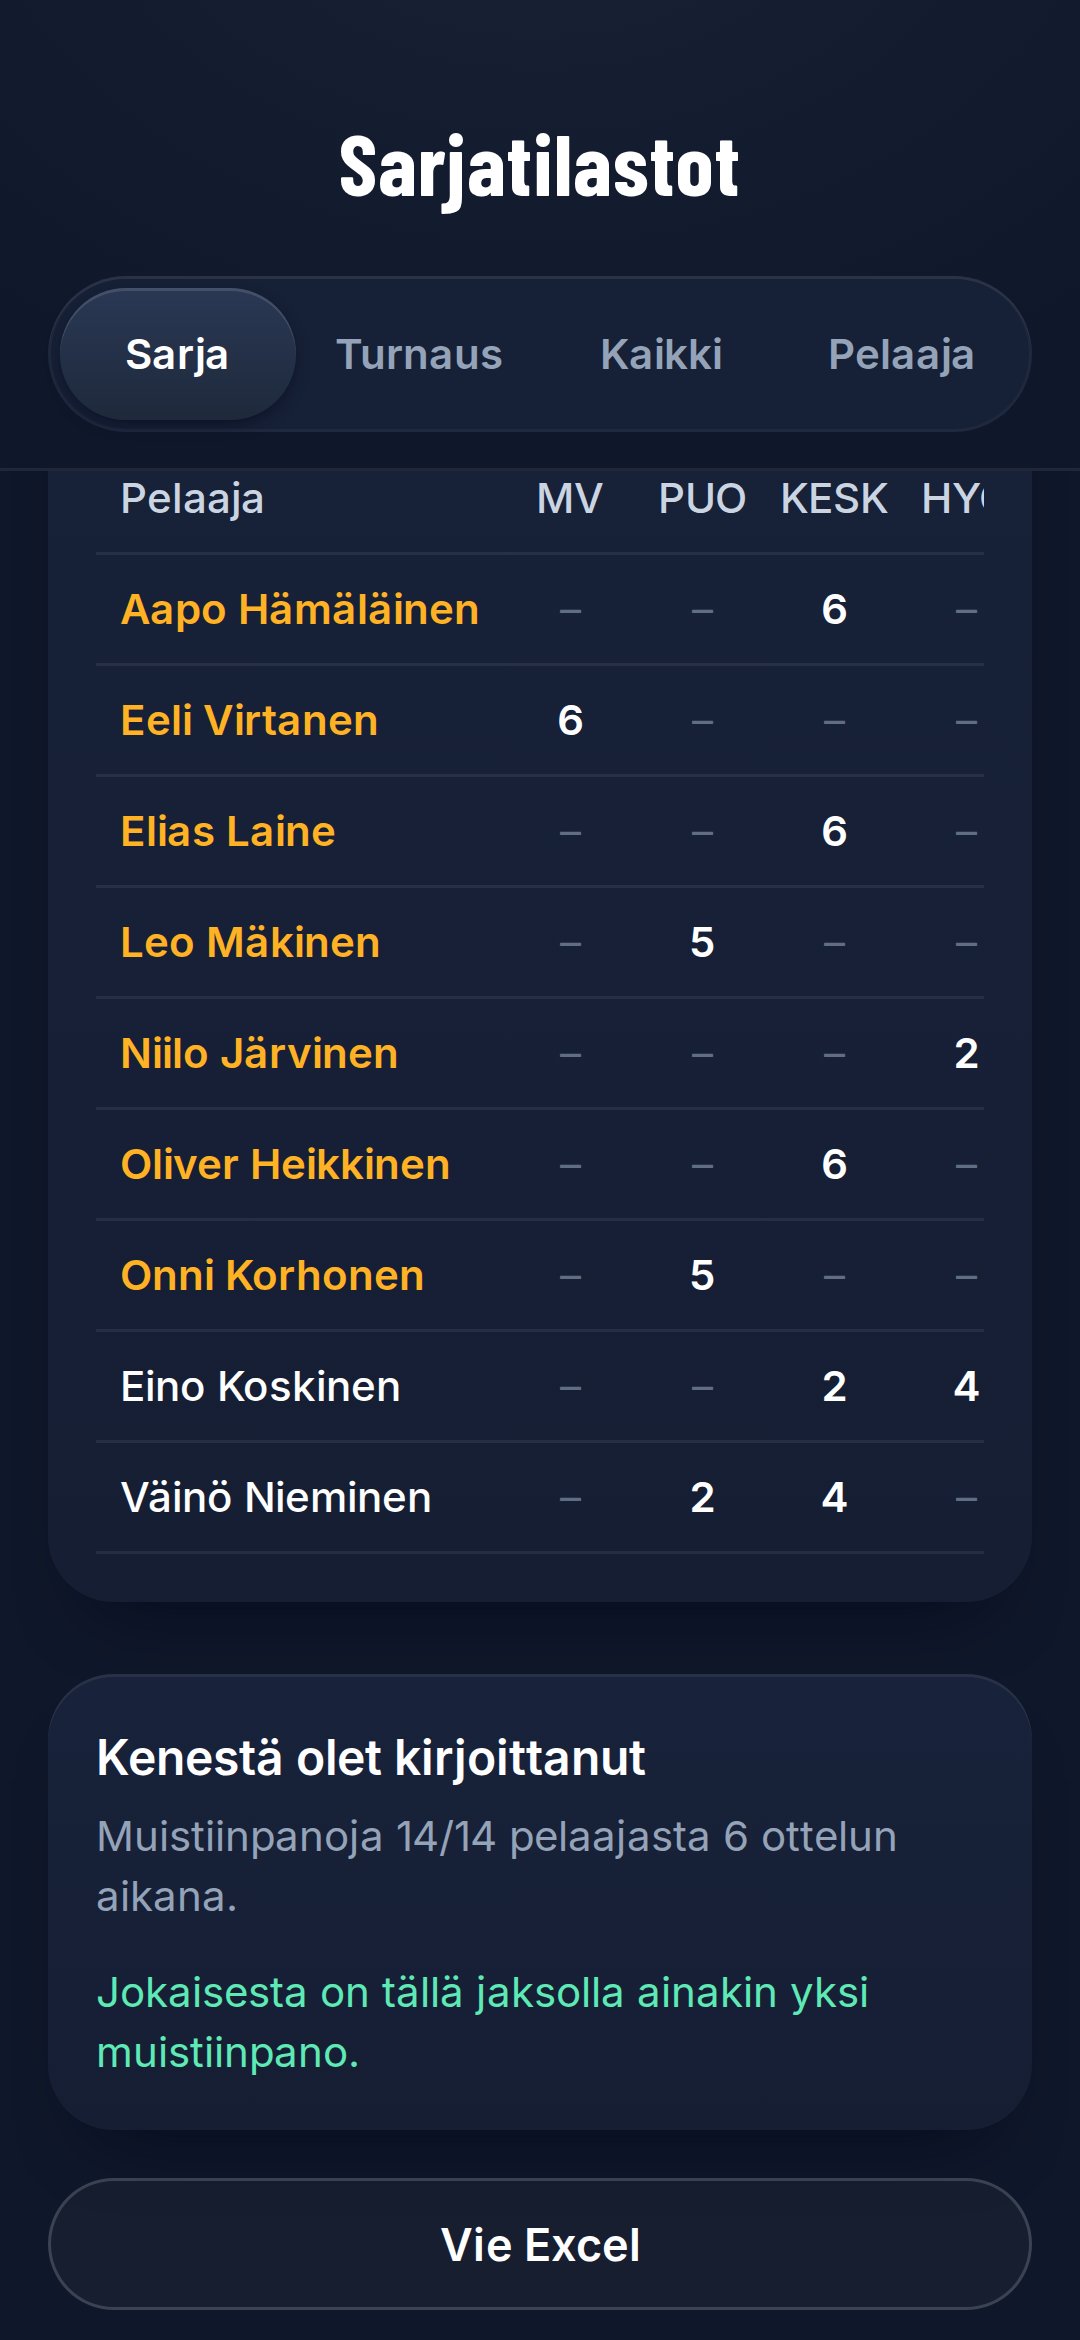 Sarjatilastot
Sarja Turnaus Kaikki Pelaaja
Pelaaja MV PUO KESK
Aapo Hämäläinen – – 6 –
Eeli Virtanen 6 – – –
Elias Laine – – 6 –
Leo Mäkinen – 5 – –
Niilo Järvinen – – – 2
Oliver Heikkinen – – 6 –
Onni Korhonen – 5 – –
Eino Koskinen – – 2 4
Väinö Nieminen – 2 4 –
Kenestä olet kirjoittanut
Muistiinpanoja 14/14 pelaajasta 6 ottelun
aikana.
Jokaisesta on tällä jaksolla ainakin yksi
muistiinpano.
Vie Excel